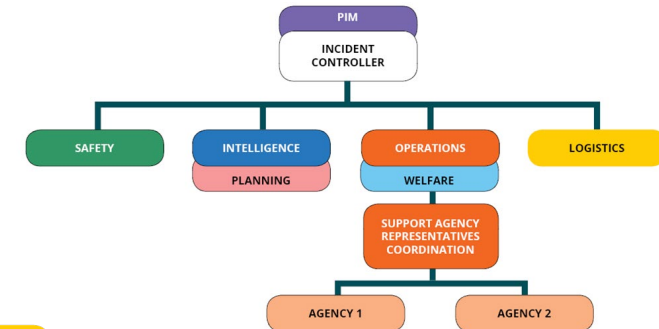 PIM
INCIDENT
CONTROLLER
SAFETY
INTELLIGENCE
OPERATIONS
LOGISTICS
PLANNING
WELFARE
SUPPORT AGENCY
REPRESENTATIVES
COORDINATION
AGENCY 1
AGENCY 2